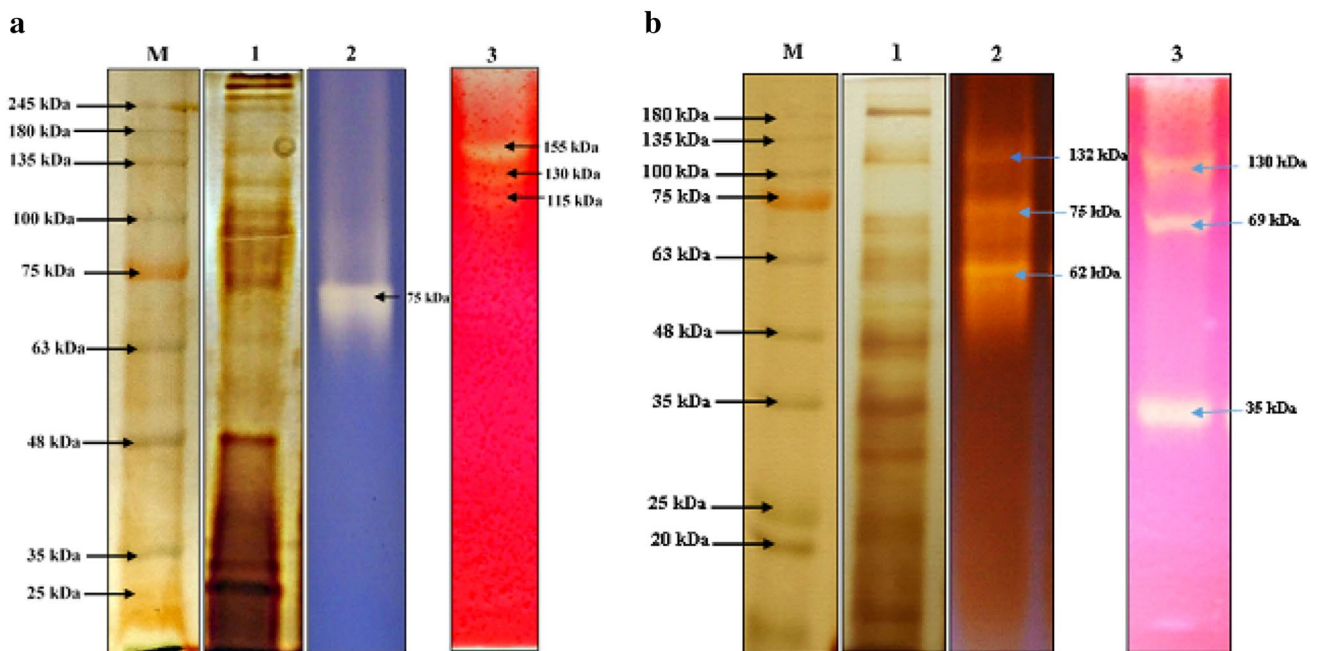 a
M 1 2 3
245 kDa
180 kDa
135 kDa
100 kDa
75 kDa
63 kDa
48 kDa
35 kDa
25 kDa
75 kDa
155 kDa
130 kDa
115 kDa
b
M 1 2 3
180 kDa
135 kDa
100 kDa
75 kDa
63 kDa
48 kDa
35 kDa
25 kDa
20 kDa
132 kDa
75 kDa
62 kDa
130 kDa
69 kDa
35 kDa